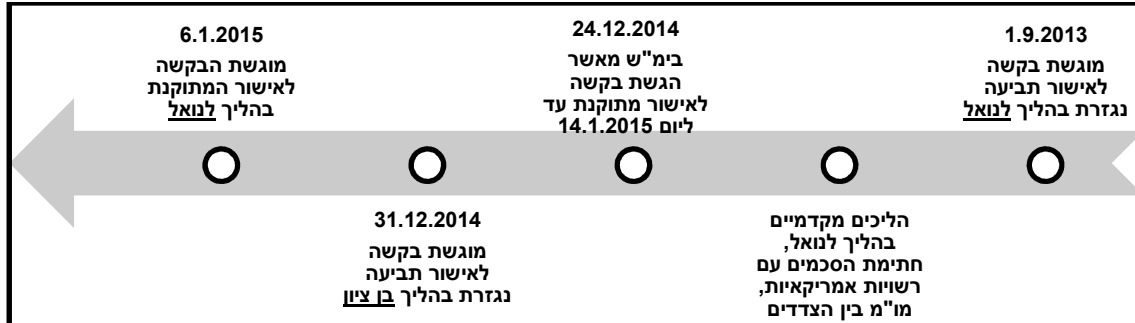 1.9.2013
מוגשת בקשה
לאישור תביעה
נגזרת בהליך לנואל
הליכים מקדמיים
בהליך לנואל,
חתימת הסכמים עם
רשויות אמריקאיות,
מו"מ בין הצדדים
24.12.2014
בימ"ש מאשר
הגשת בקשה
לאישור מתוקנת עד
ליום 14.1.2015
31.12.2014
מוגשת בקשה
לאישור תביעה
נגזרת בהליך בן ציון
6.1.2015
מוגשת הבקשה
לאישור המתוקנת
בהליך לנואל